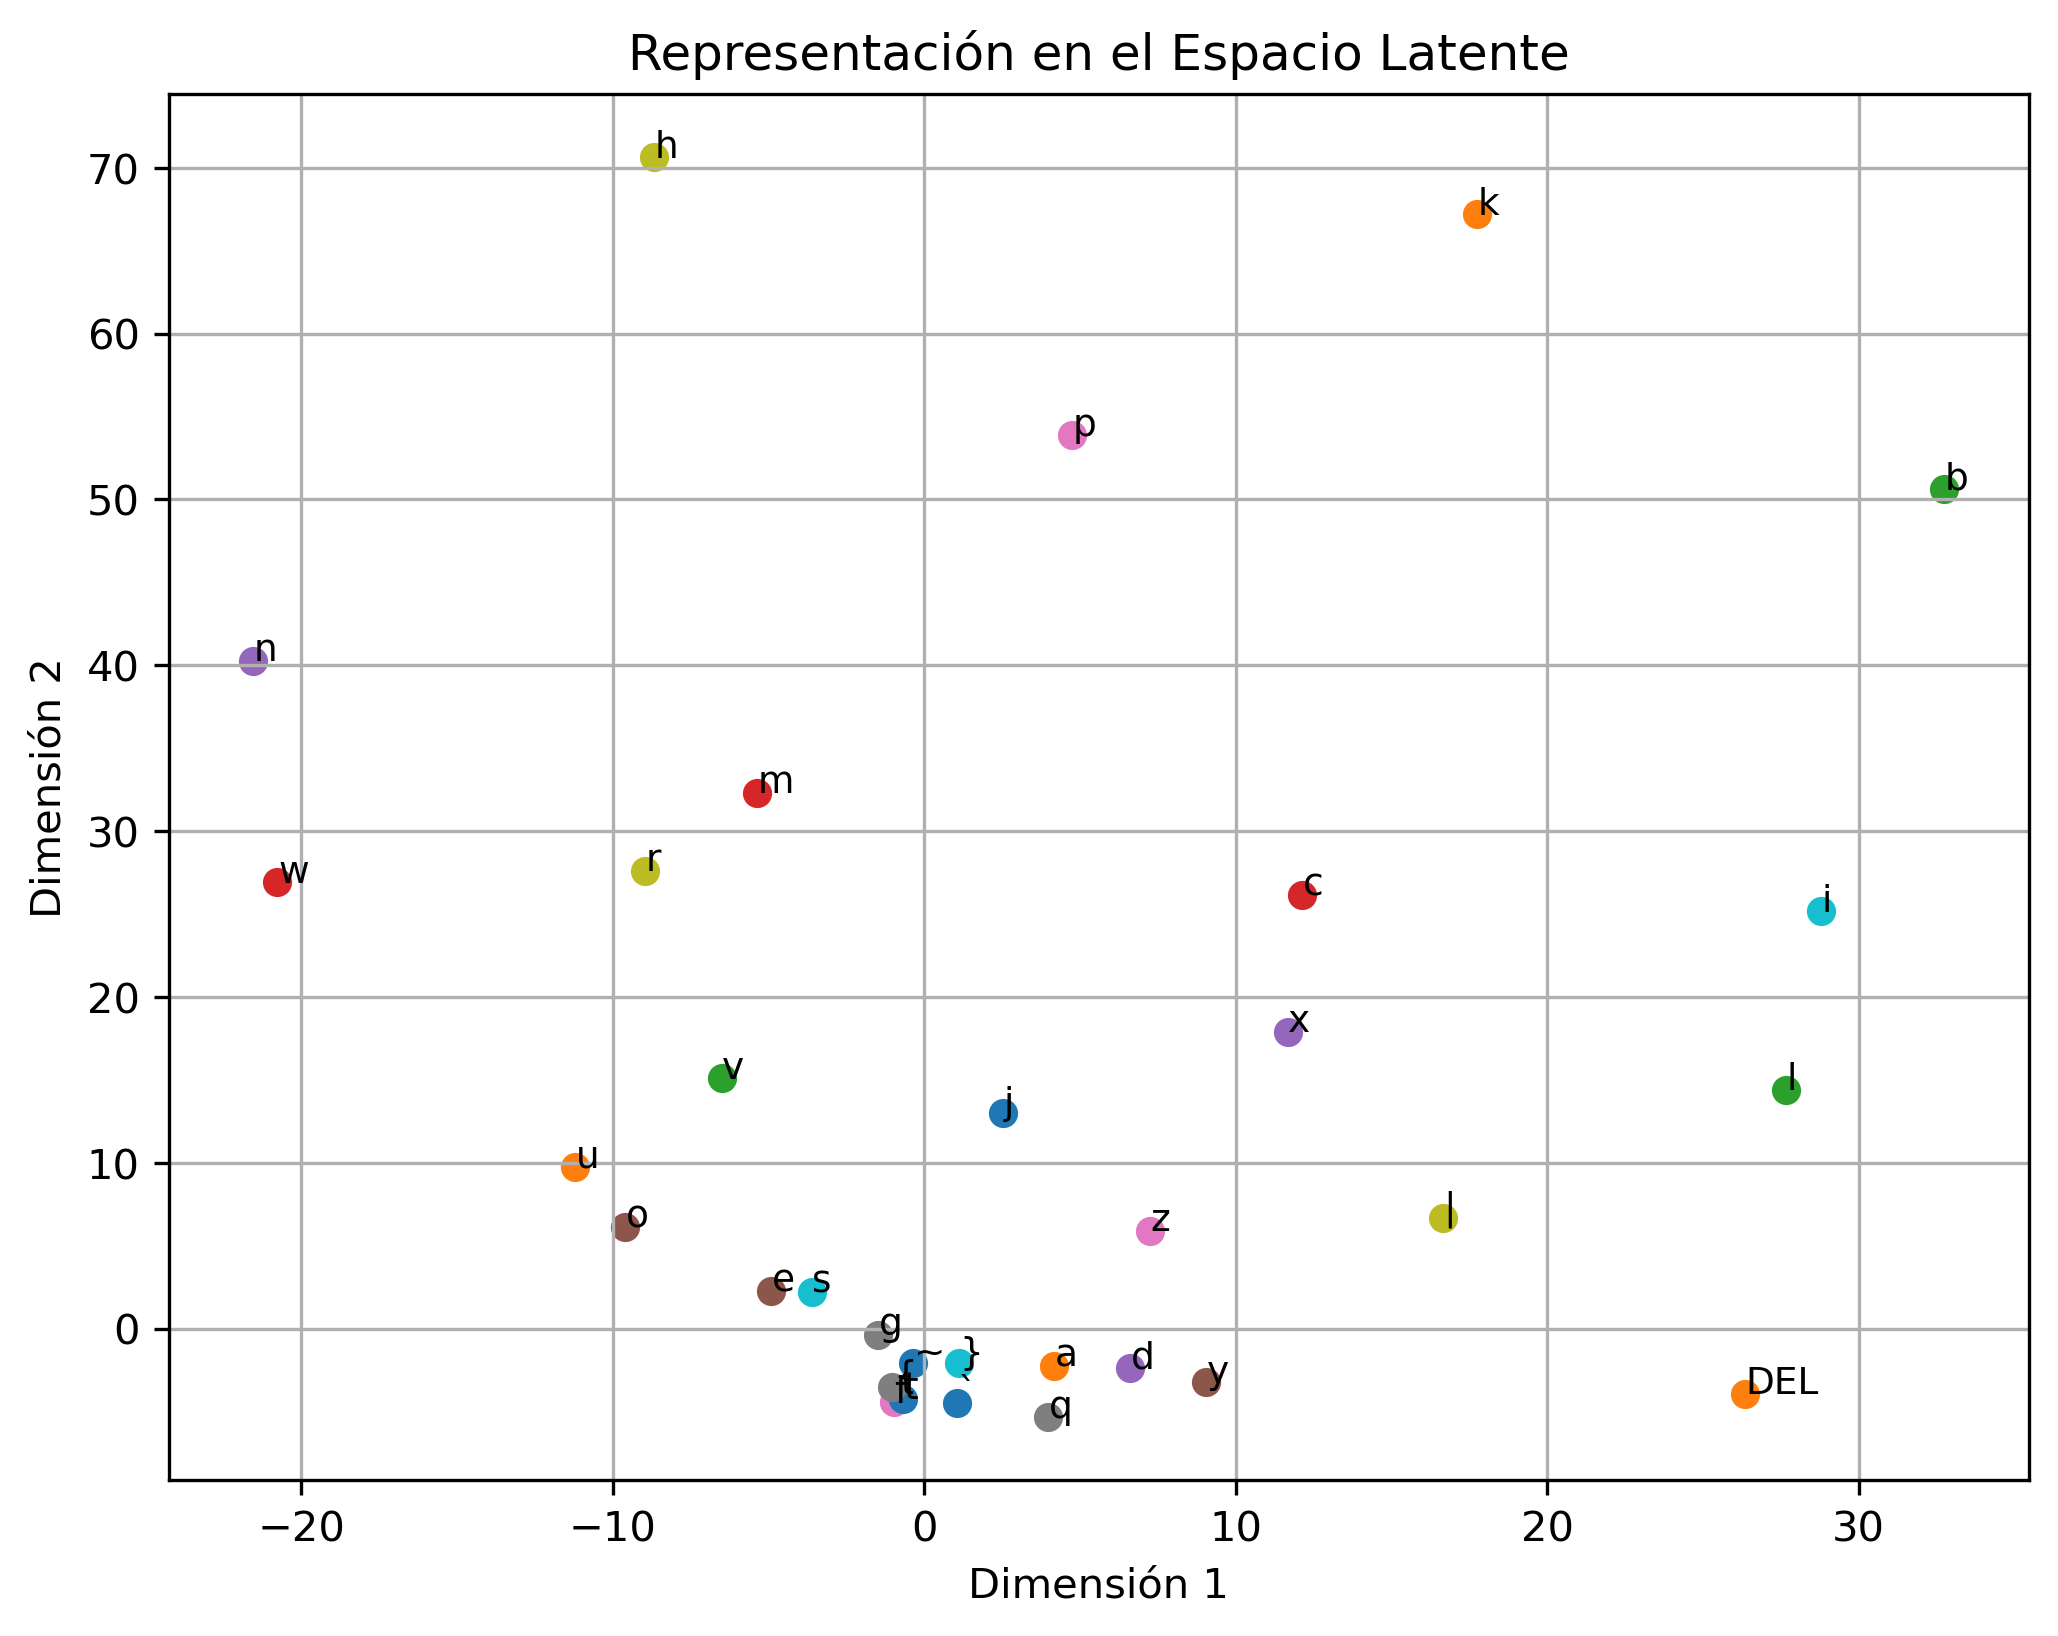 Representación en el Espacio Latente
h
k
70
p
60
b
50
n
40
m
30
r
w
c
i
20
x
l
v
j
10
u
|
o
z
e
s
0
g
~
}
a
d
y
{
DEL
t
f
`
q
−20
−10
0
10
20
30
Dimensión 1
Dimensión 2